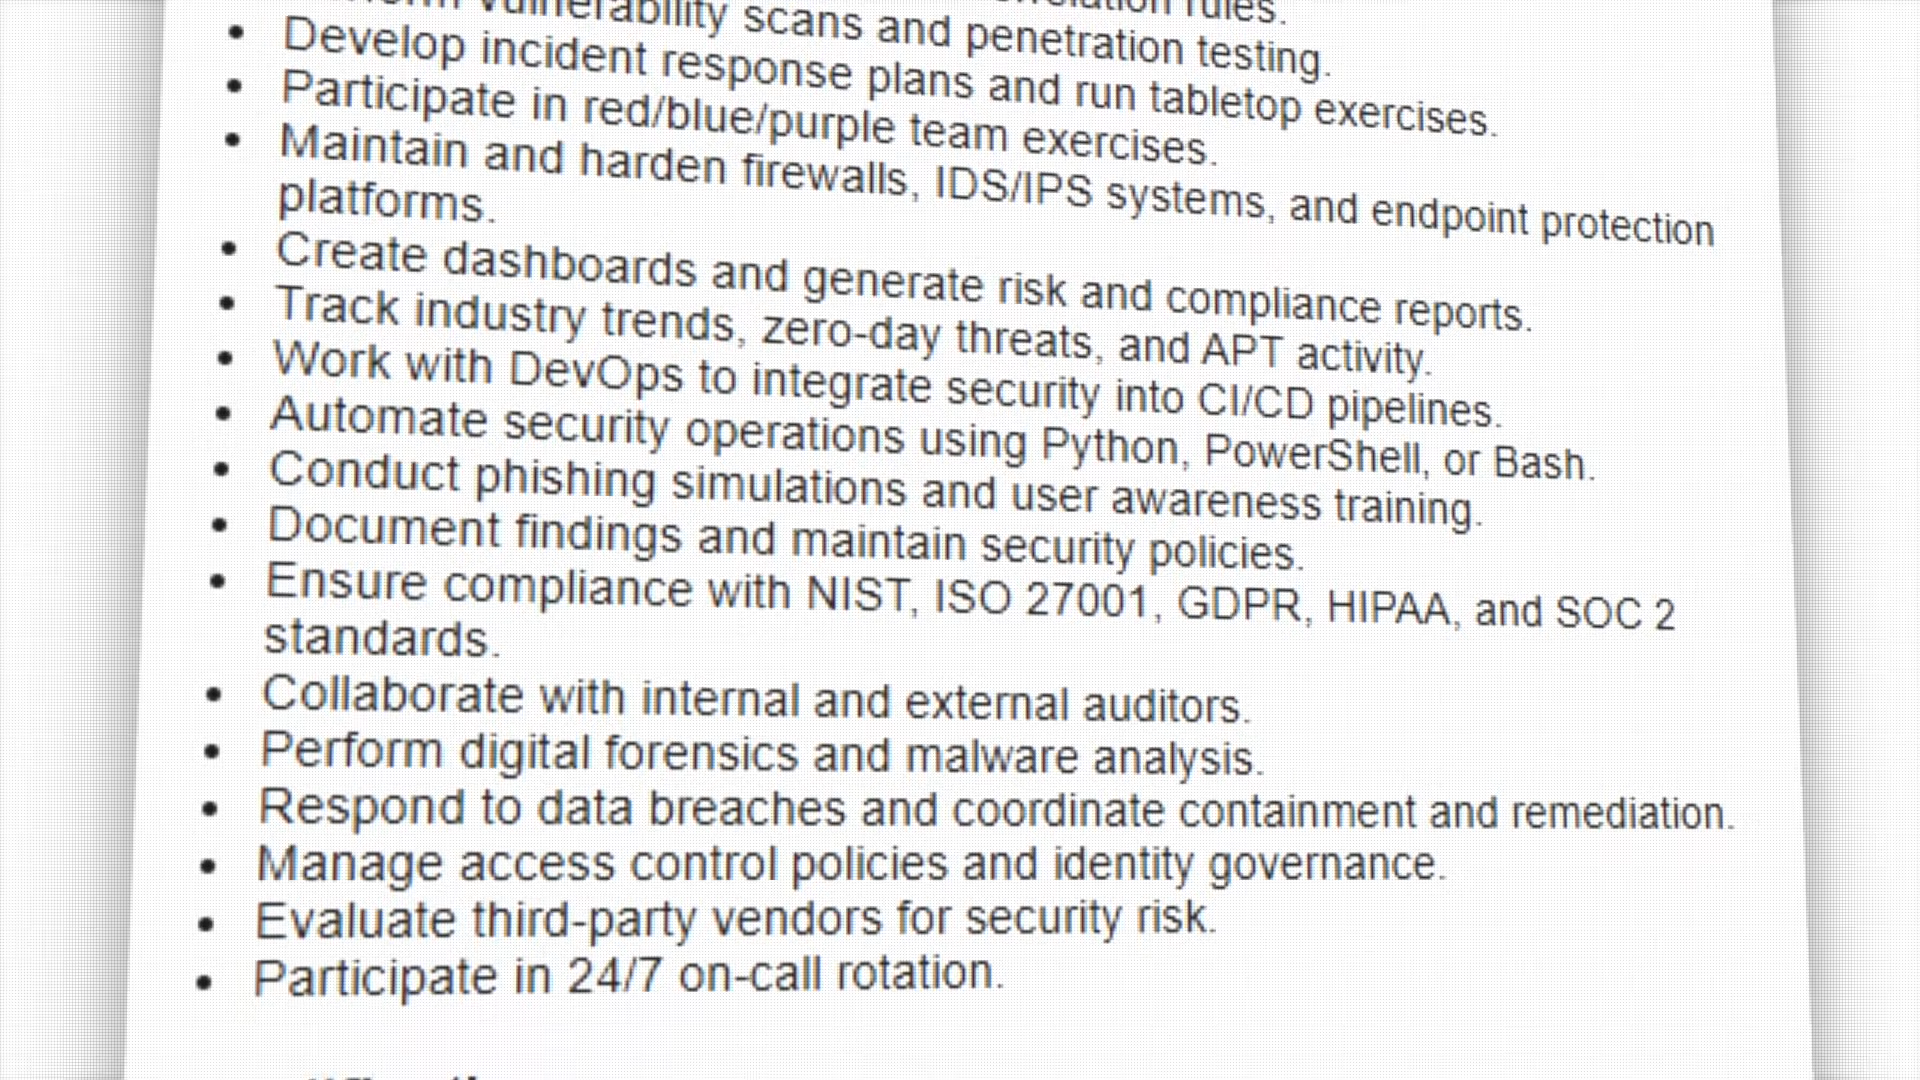 rules.
vulnerability scans and penetration testing.
• Develop incident response plans and run tabletop exercises.
• Participate in red/blue/purple team exercises.
• Maintain and harden firewalls, IDS/IPS systems, and endpoint protection
platforms.
• Create dashboards and generate risk and compliance reports.
• Track industry trends, zero-day threats, and APT activity.
• Work with DevOps to integrate security into CI/CD pipelines.
• Automate security operations using Python, PowerShell, or Bash.
• Conduct phishing simulations and user awareness training.
• Document findings and maintain security policies.
• Ensure compliance with NIST, ISO 27001, GDPR, HIPAA, and SOC 2
standards.
• Collaborate with internal and external auditors.
• Perform digital forensics and malware analysis.
• Respond to data breaches and coordinate containment and remediation.
• Manage access control policies and identity governance.
• Evaluate third-party vendors for security risk.
• Participate in 24/7 on-call rotation.